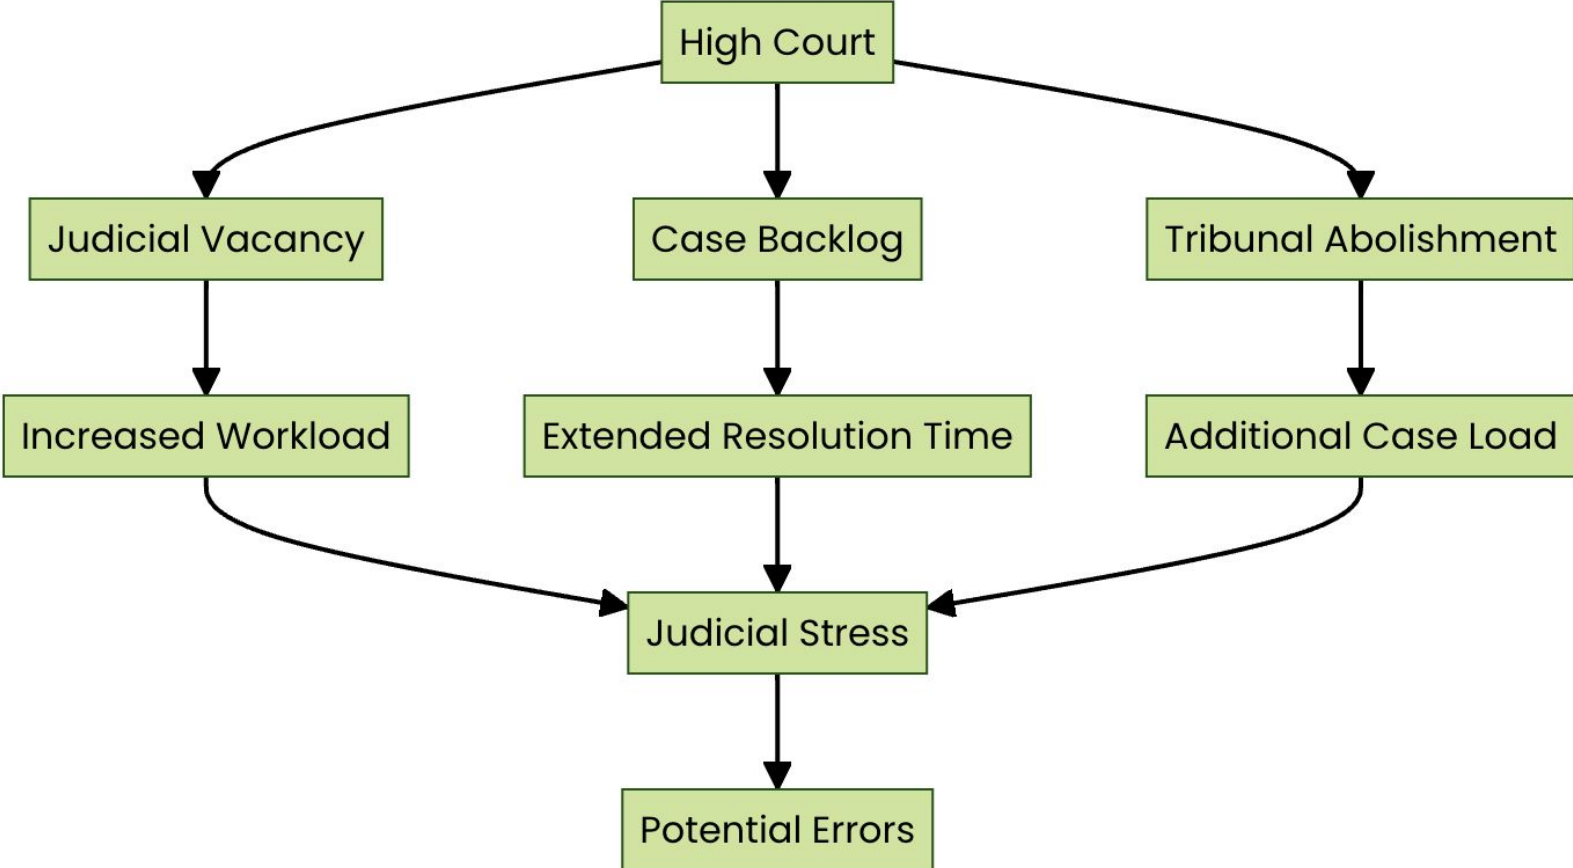 High Court
Judicial Vacancy
Case Backlog
Tribunal Abolishment
Increased Workload
Extended Resolution Time
Additional Case Load
Judicial Stress
Potential Errors